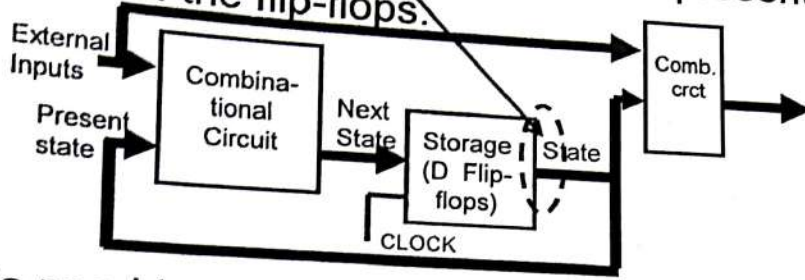 the flip-flops.
External
Inputs
Combina-
tional
Circuit
Comb.
crct
Present
state
Next
State
Storage
(D Flip-
flops)
State
CLOCK